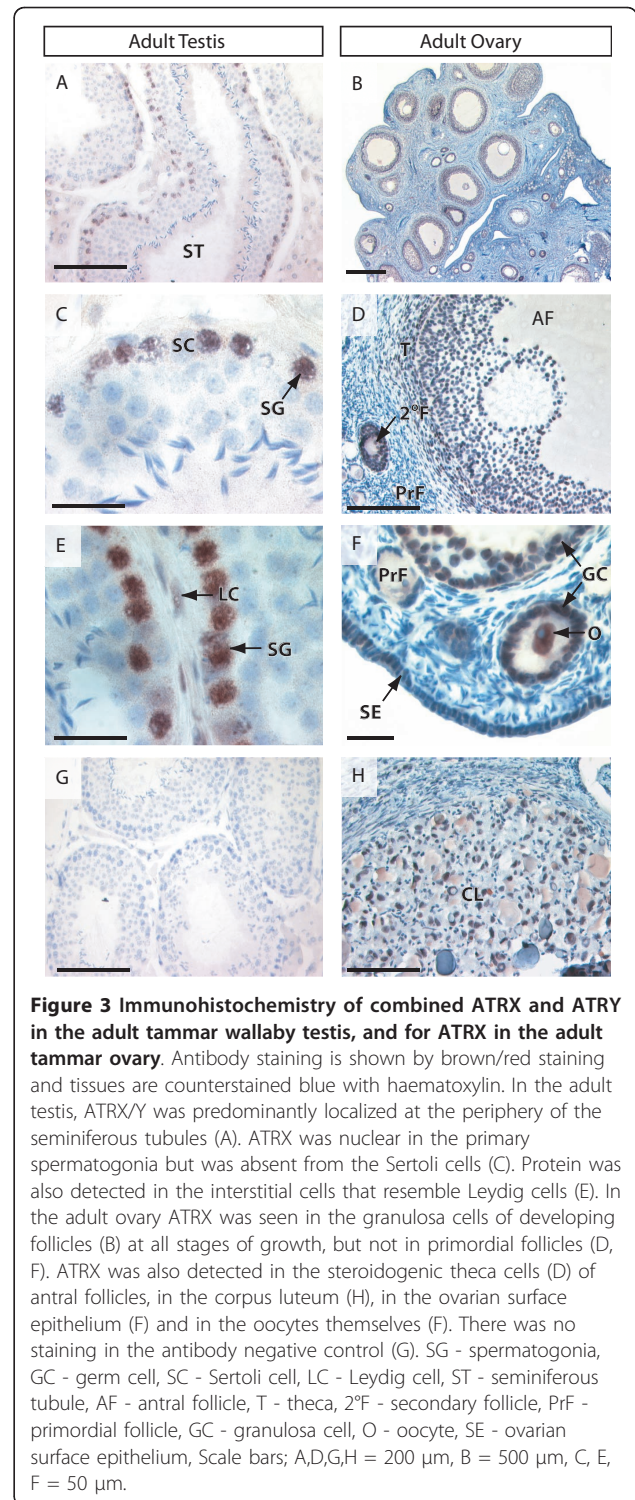 Adult Testis
Adult Ovary
A
ST
B
C
SC
SG
D
AF
T
2°F
PrF
E
LC
SG
F
PrF
GC
O
SE
G
H
CL
Figure 3 Immunohistochemistry of combined ATRX and ATRY
in the adult tammar wallaby testis, and for ATRX in the adult
tammar ovary. Antibody staining is shown by brown/red staining
and tissues are counterstained blue with haematoxylin. In the adult
testis, ATRX/Y was predominantly localized at the periphery of the
seminiferous tubules (A). ATRX was nuclear in the primary
spermatogonia but was absent from the Sertoli cells (C). Protein was
also detected in the interstitial cells that resemble Leydig cells (E). In
the adult ovary ATRX was seen in the granulosa cells of developing
follicles (B) at all stages of growth, but not in primordial follicles (D,
F). ATRX was also detected in the steroidogenic theca cells (D) of
antral follicles, in the corpus luteum (H), in the ovarian surface
epithelium (F) and in the oocytes themselves (F). There was no
staining in the antibody negative control (G). SG - spermatogonia,
GC - germ cell, SC - Sertoli cell, LC - Leydig cell, ST - seminiferous
tubule, AF - antral follicle, T - theca, 2°F - secondary follicle, PrF -
primordial follicle, GC - granulosa cell, O - oocyte, SE - ovarian
surface epithelium, Scale bars; A,D,G,H = 200 µm, B = 500 µm, C, E,
F = 50 µm.